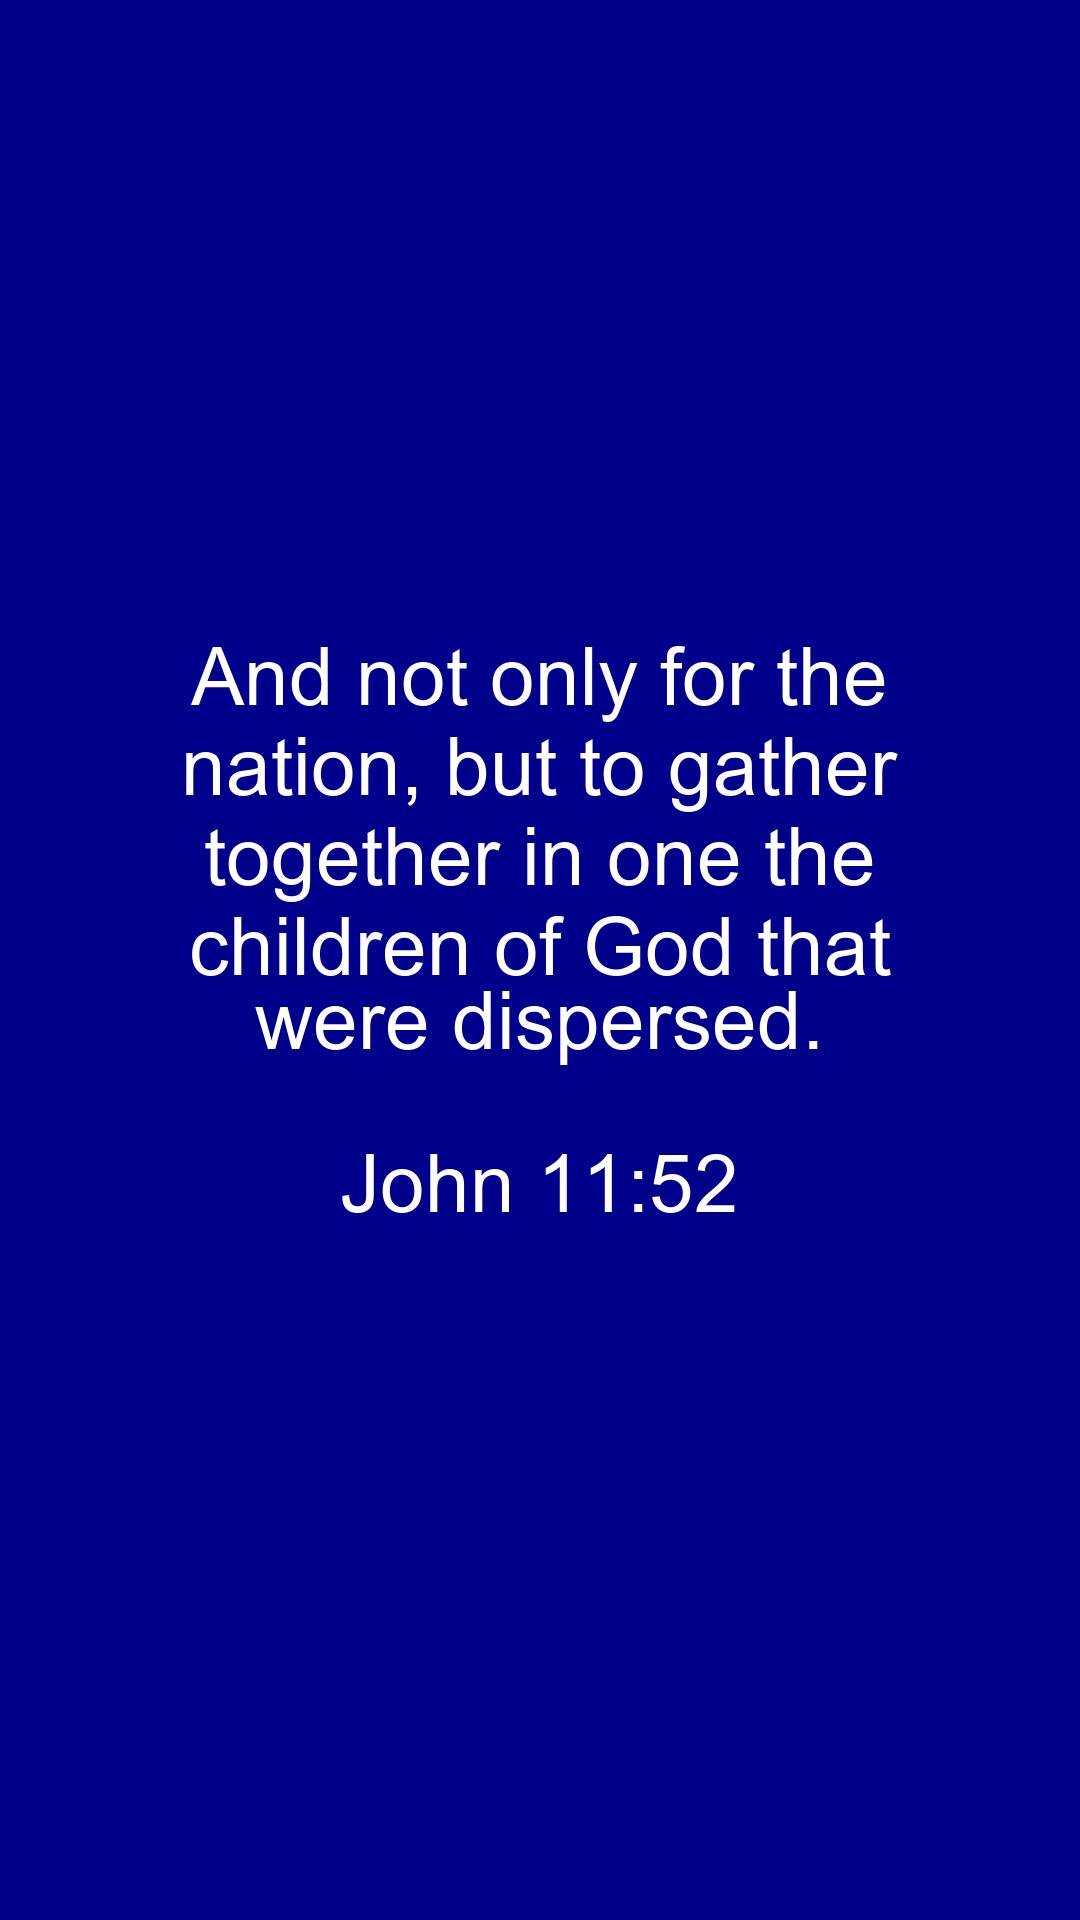 And not only for the
nation, but to gather
together in one the
children of God that
were dispersed.
John 11:52